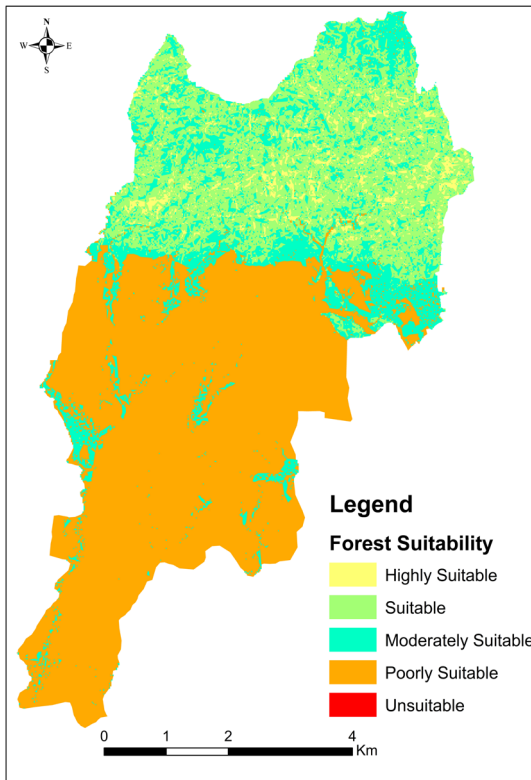 N
W E
S
Legend
Forest Suitability
Highly Suitable
Suitable
Moderately Suitable
Poorly Suitable
Unsuitable
0 1 2 4
Km